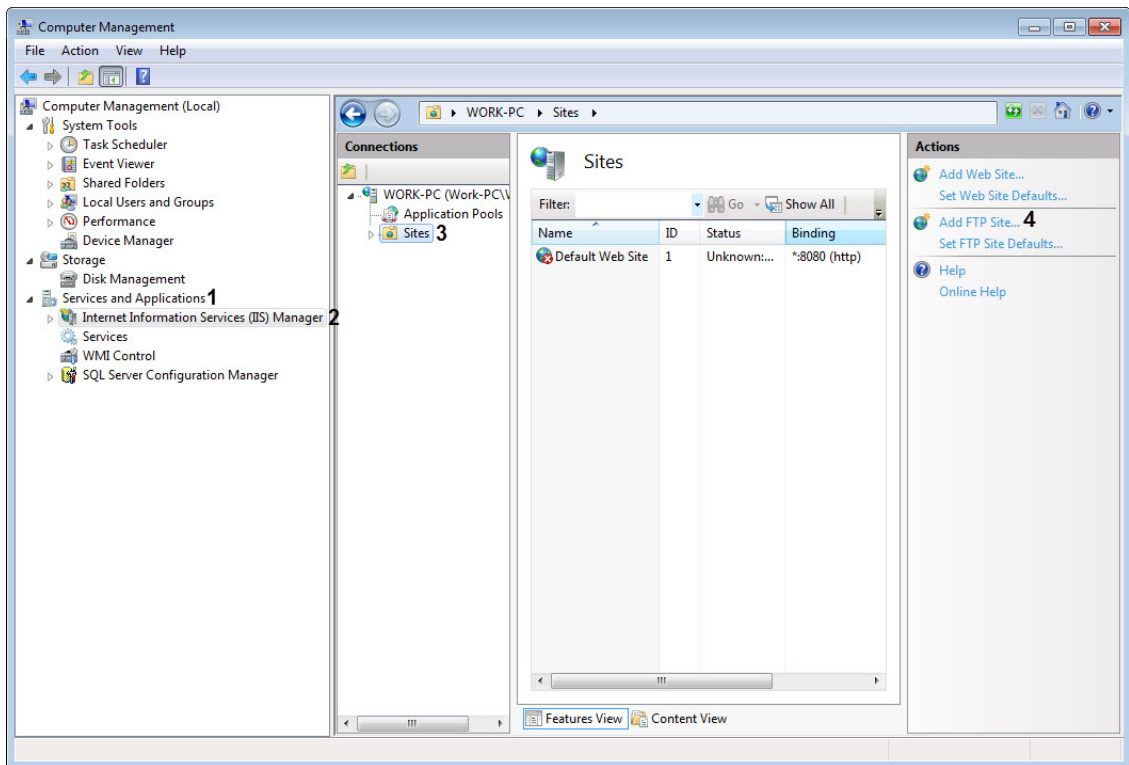 Computer Management
File Action View Help
Computer Management (Local)
System Tools
Task Scheduler
Event Viewer
Shared Folders
Local Users and Groups
Performance
Device Manager
Storage
Disk Management
Services and Applications 1
Internet Information Services (IIS) Manager 2
Services
WMI Control
SQL Server Configuration Manager
WORK-PC Sites
Connections
WORK-PC (Work-PC\
Application Pools
Sites 3
Sites
Filter: Go Show All
Name ID Status Binding
Default Web Site 1 Unknown:... *:8080 (http)
Features View Content View
Actions
Add Web Site...
Set Web Site Defaults...
Add FTP Site... 4
Set FTP Site Defaults...
Help
Online Help